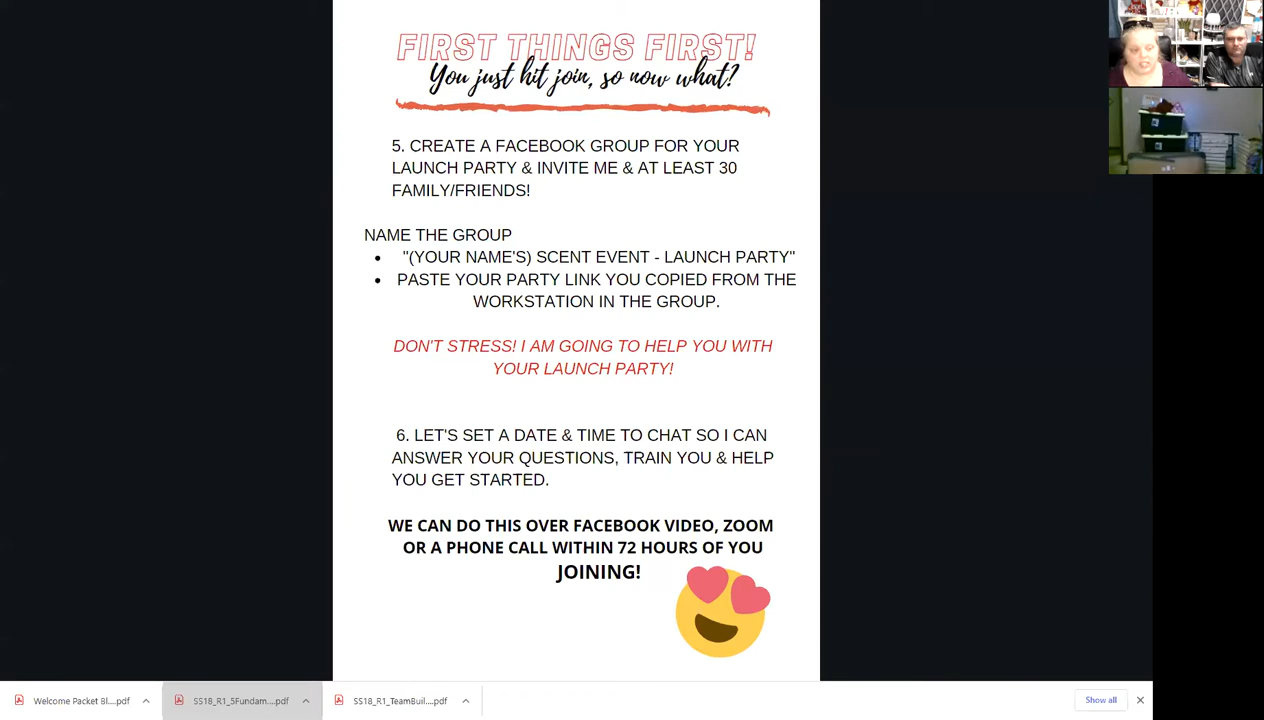 FIRST THINGS FIRST!
You just hit join, so now what?
5. CREATE A FACEBOOK GROUP FOR YOUR
LAUNCH PARTY & INVITE ME & AT LEAST 30
FAMILY/FRIENDS!
NAME THE GROUP
• "(YOUR NAME'S) SCENT EVENT - LAUNCH PARTY"
• PASTE YOUR PARTY LINK YOU COPIED FROM THE
WORKSTATION IN THE GROUP.
DON'T STRESS! I AM GOING TO HELP YOU WITH
YOUR LAUNCH PARTY!
6. LET'S SET A DATE & TIME TO CHAT SO I CAN
ANSWER YOUR QUESTIONS, TRAIN YOU & HELP
YOU GET STARTED.
WE CAN DO THIS OVER FACEBOOK VIDEO, ZOOM
OR A PHONE CALL WITHIN 72 HOURS OF YOU
JOINING!
Welcome Packet Bl....pdf
SS18_R1_5Fundam....pdf
SS18_R1_TeamBuil....pdf
Show all